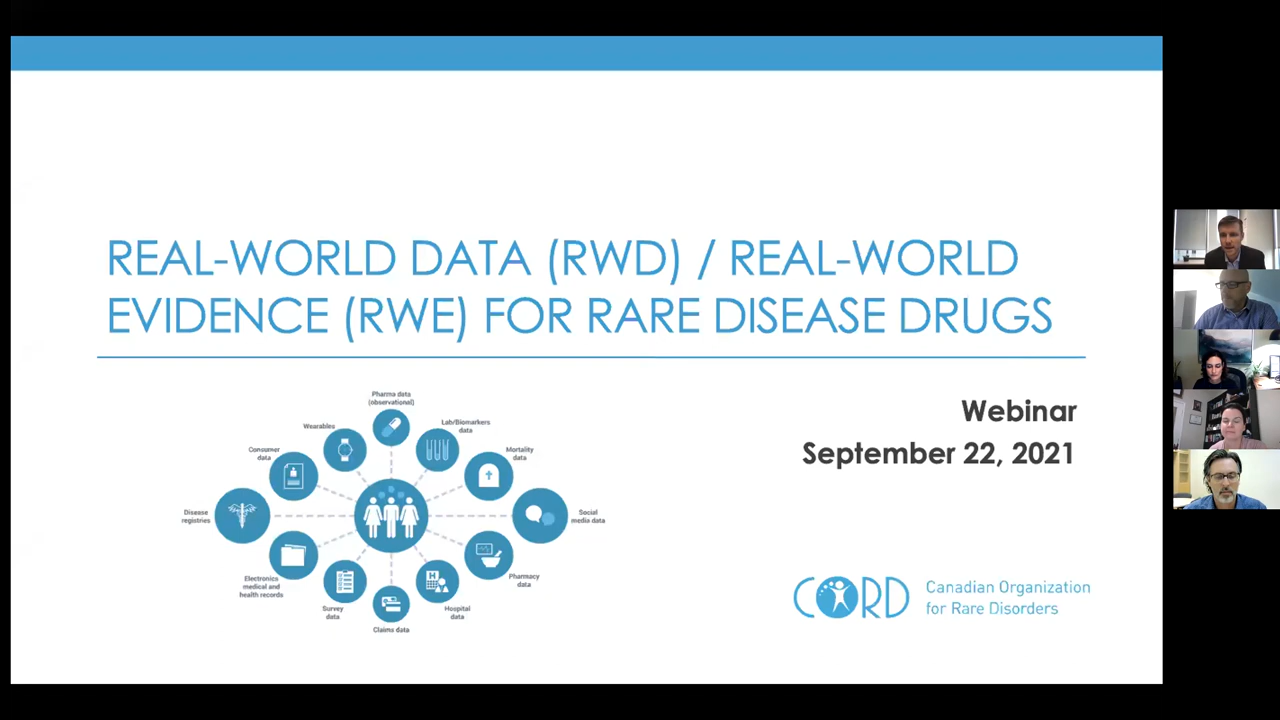 REAL-WORLD DATA (RWD) / REAL-WORLD
EVIDENCE (RWE) FOR RARE DISEASE DRUGS
Webinar
September 22, 2021
Pharma data
(observational)
Lab/Biomarkers
data
Mortality
data
Social
media data
Pharmacy
data
Hospital
data
Claims data
Survey
data
Electronics
medical and
health records
Disease
registries
Consumer
data
Wearables
H
CORD
Canadian Organization
for Rare Disorders